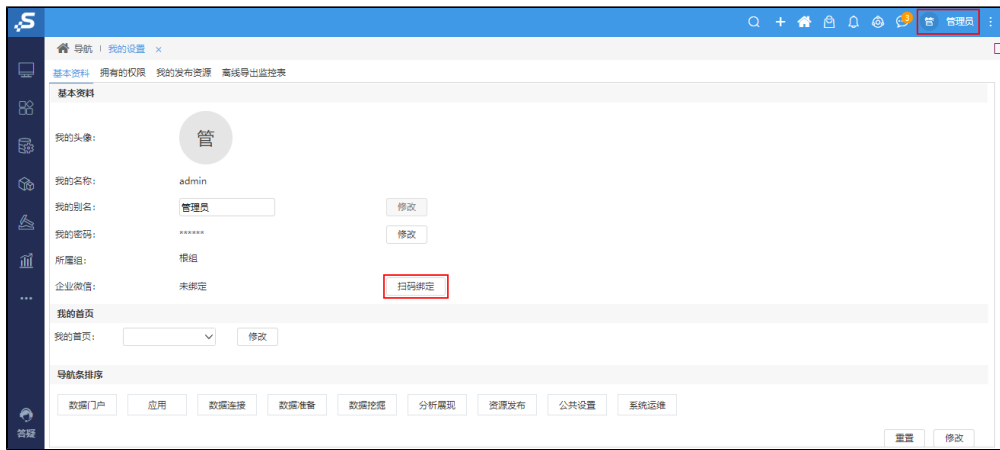 S 3 管 管理员
导航 我的设置 ×
基本资料 拥有的权限 我的发布资源 离线导出监控表
基本资料
我的头像: 管
我的名称: admin
我的别名: 管理员 修改
我的密码: ****** 修改
所属组: 根组
企业微信: 未绑定 扫码绑定
我的首页
我的首页: 修改
导航条排序
数据门户 应用 数据连接 数据准备 数据挖掘 分析展现 资源发布 公共设置 系统运维
答疑
重置 修改